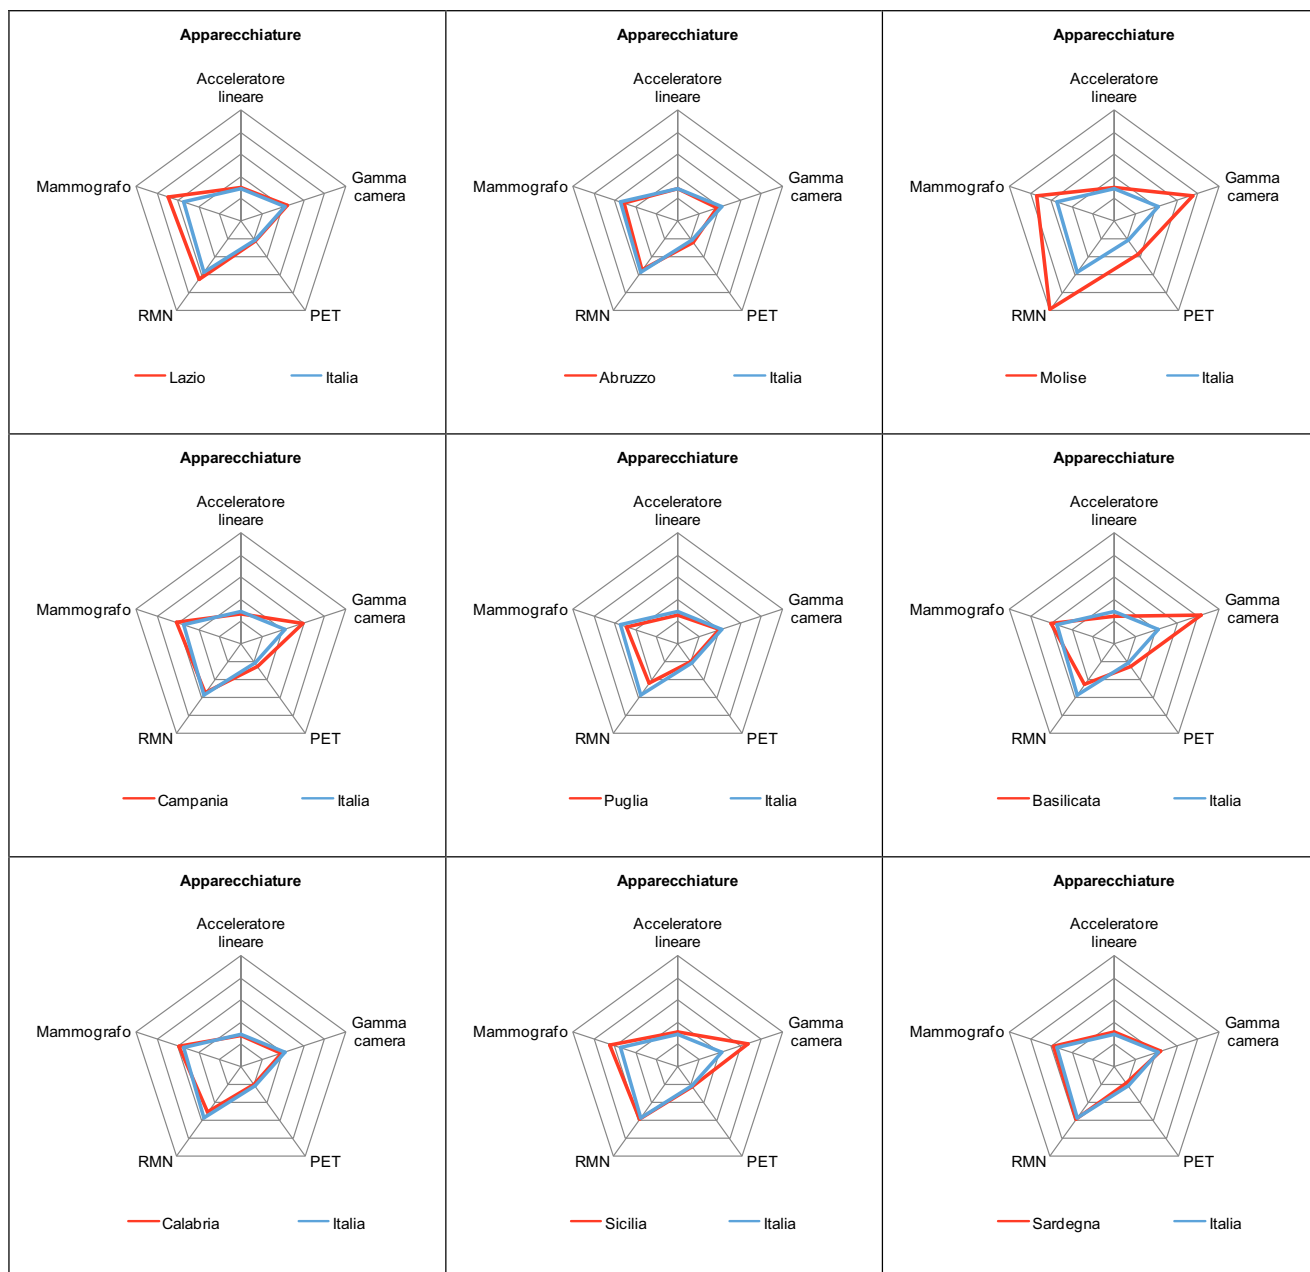 Apparecchiature
Acceleratore
lineare
Mammografo
Gamma
camera
RMN
PET
Lazio
Italia
Apparecchiature
Acceleratore
lineare
Mammografo
Gamma
camera
RMN
PET
Abruzzo
Italia
Apparecchiature
Acceleratore
lineare
Mammografo
Gamma
camera
RMN
PET
Molise
Italia
Apparecchiature
Acceleratore
lineare
Mammografo
Gamma
camera
RMN
PET
Campania
Italia
Apparecchiature
Acceleratore
lineare
Mammografo
Gamma
camera
RMN
PET
Puglia
Italia
Apparecchiature
Acceleratore
lineare
Mammografo
Gamma
camera
RMN
PET
Basilicata
Italia
Apparecchiature
Acceleratore
lineare
Mammografo
Gamma
camera
RMN
PET
Calabria
Italia
Apparecchiature
Acceleratore
lineare
Mammografo
Gamma
camera
RMN
PET
Sicilia
Italia
Apparecchiature
Acceleratore
lineare
Mammografo
Gamma
camera
RMN
PET
Sardegna
Italia